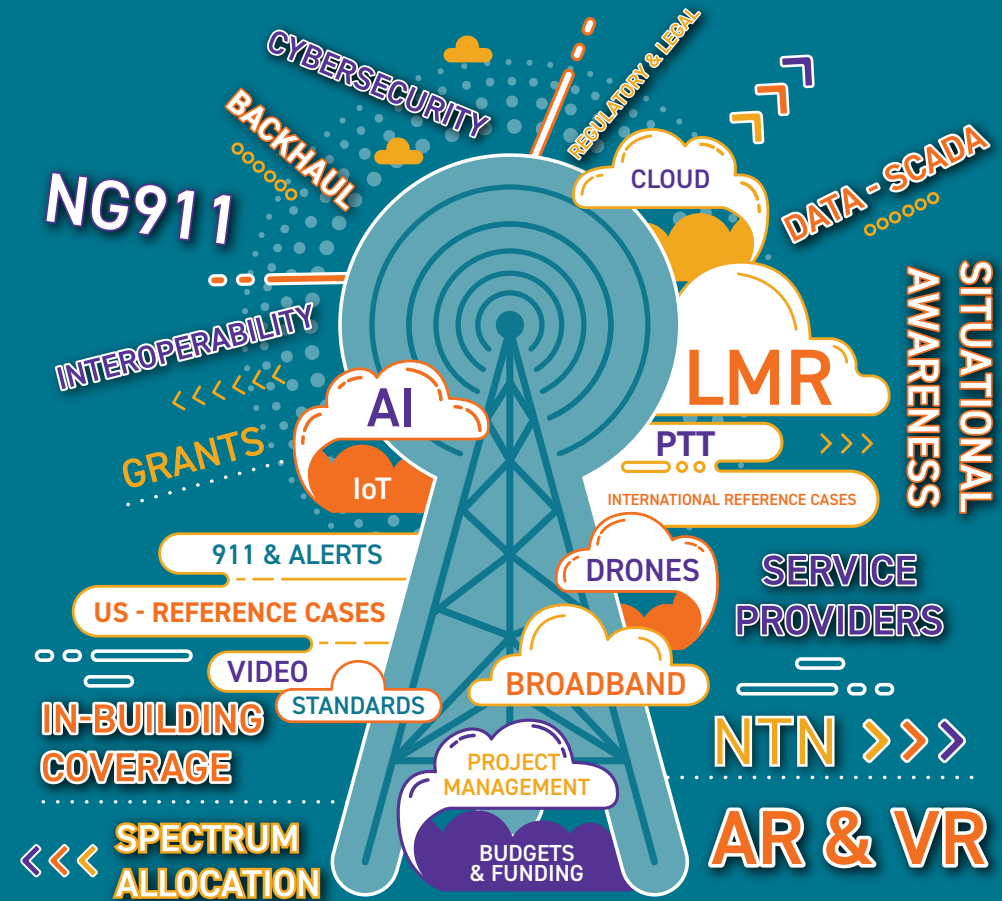 CYBERSECURITY
REGULATORY & LEGAL
BACKHAUL
CLOUD
NG911
DATA - SCADA
SITUATIONAL
AWARENESS
INTEROPERABILITY
LMR
AI
GRANTS
PTT
IoT
INTERNATIONAL REFERENCE CASES
911 & ALERTS
DRONES
SERVICE
PROVIDERS
US - REFERENCE CASES
VIDEO
BROADBAND
STANDARDS
IN-BUILDING
COVERAGE
NTN
PROJECT
MANAGEMENT
AR & VR
SPECTRUM
ALLOCATION
BUDGETS
& FUNDING